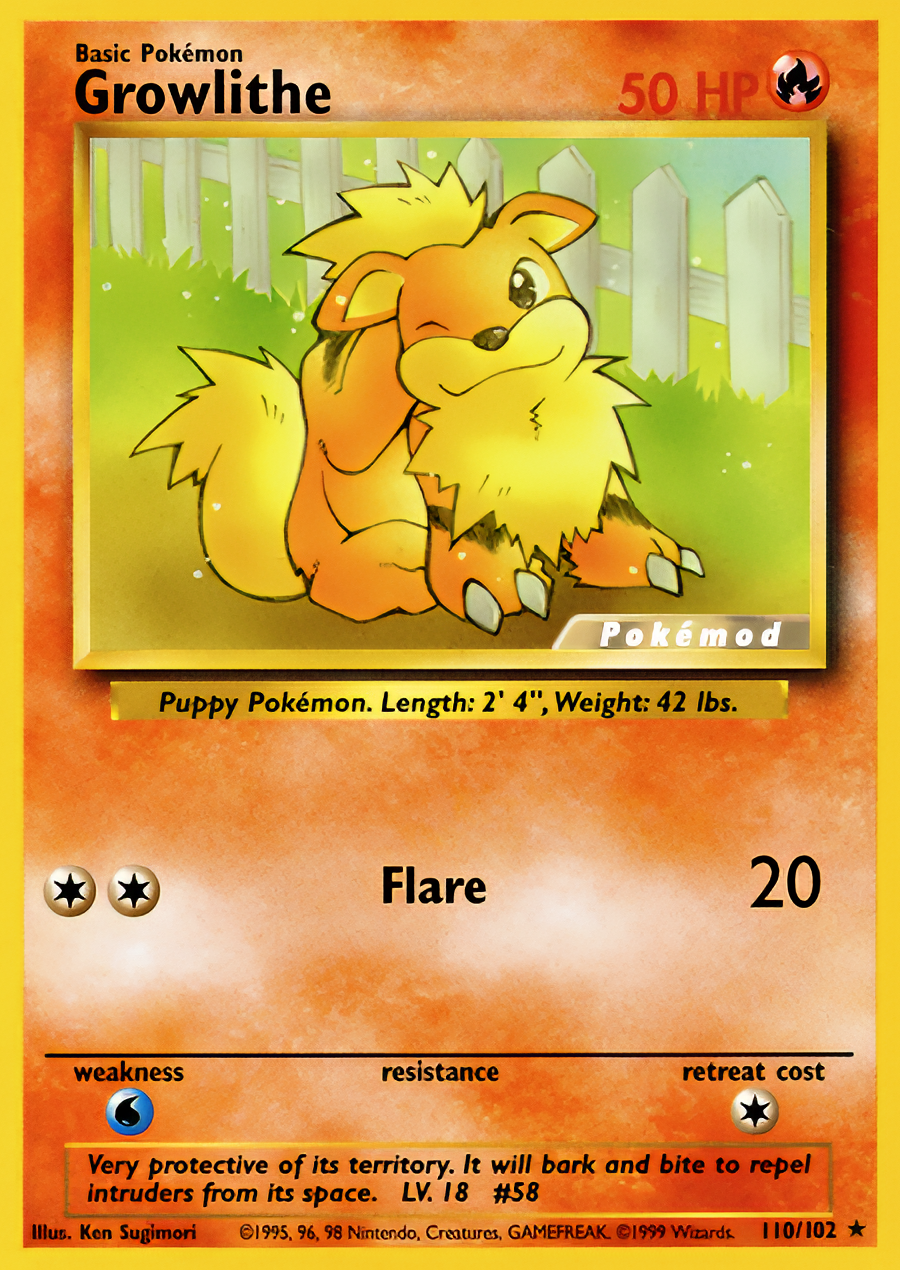 Basic Pokémon
Growlithe
50 HP
Pokémod
Puppy Pokémon. Length: 2' 4", Weight: 42 lbs.
Flare 20
weakness resistance retreat cost
Very protective of its territory. It will bark and bite to repel
intruders from its space. LV. 18 #58
Illus. Ken Sugimori ©1995, 96, 98 Nintendo, Creatures, GAMEFREAK. ©1999 Wizards. 110/102 ★